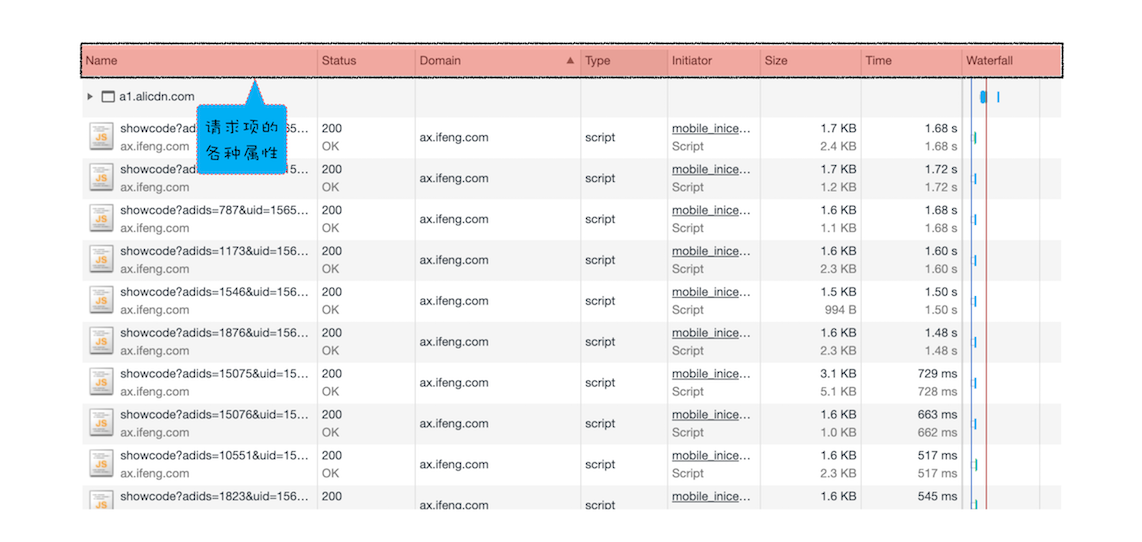 Name Status Domain Type Initiator Size Time Waterfall
a1.alicdn.com
请求项的
各种属性
showcode?adi 65… 200 ax.ifeng.com script mobile_inice… 1.7 KB 1.68 s
ax.ifeng.com OK Script 2.4 KB 1.68 s
showcode?adi 200 ax.ifeng.com script mobile_inice… 1.7 KB 1.72 s
ax.ifeng.com OK Script 1.2 KB 1.72 s
showcode?adids=787&uid=1565… 200 ax.ifeng.com script mobile_inice… 1.6 KB 1.68 s
ax.ifeng.com OK Script 1.1 KB 1.68 s
showcode?adids=1173&uid=156… 200 ax.ifeng.com script mobile_inice… 1.6 KB 1.60 s
ax.ifeng.com OK Script 2.3 KB 1.60 s
showcode?adids=1546&uid=156… 200 ax.ifeng.com script mobile_inice… 1.5 KB 1.50 s
ax.ifeng.com OK Script 994 B 1.50 s
showcode?adids=1876&uid=156… 200 ax.ifeng.com script mobile_inice… 1.6 KB 1.48 s
ax.ifeng.com OK Script 2.3 KB 1.48 s
showcode?adids=15075&uid=15… 200 ax.ifeng.com script mobile_inice… 3.1 KB 729 ms
ax.ifeng.com OK Script 5.1 KB 728 ms
showcode?adids=15076&uid=15… 200 ax.ifeng.com script mobile_inice… 1.6 KB 663 ms
ax.ifeng.com OK Script 1.0 KB 662 ms
showcode?adids=10551&uid=15… 200 ax.ifeng.com script mobile_inice… 1.6 KB 517 ms
ax.ifeng.com OK Script 2.3 KB 517 ms
showcode?adids=1823&uid=156… 200 ax.ifeng.com script mobile_inice… 1.6 KB 545 ms